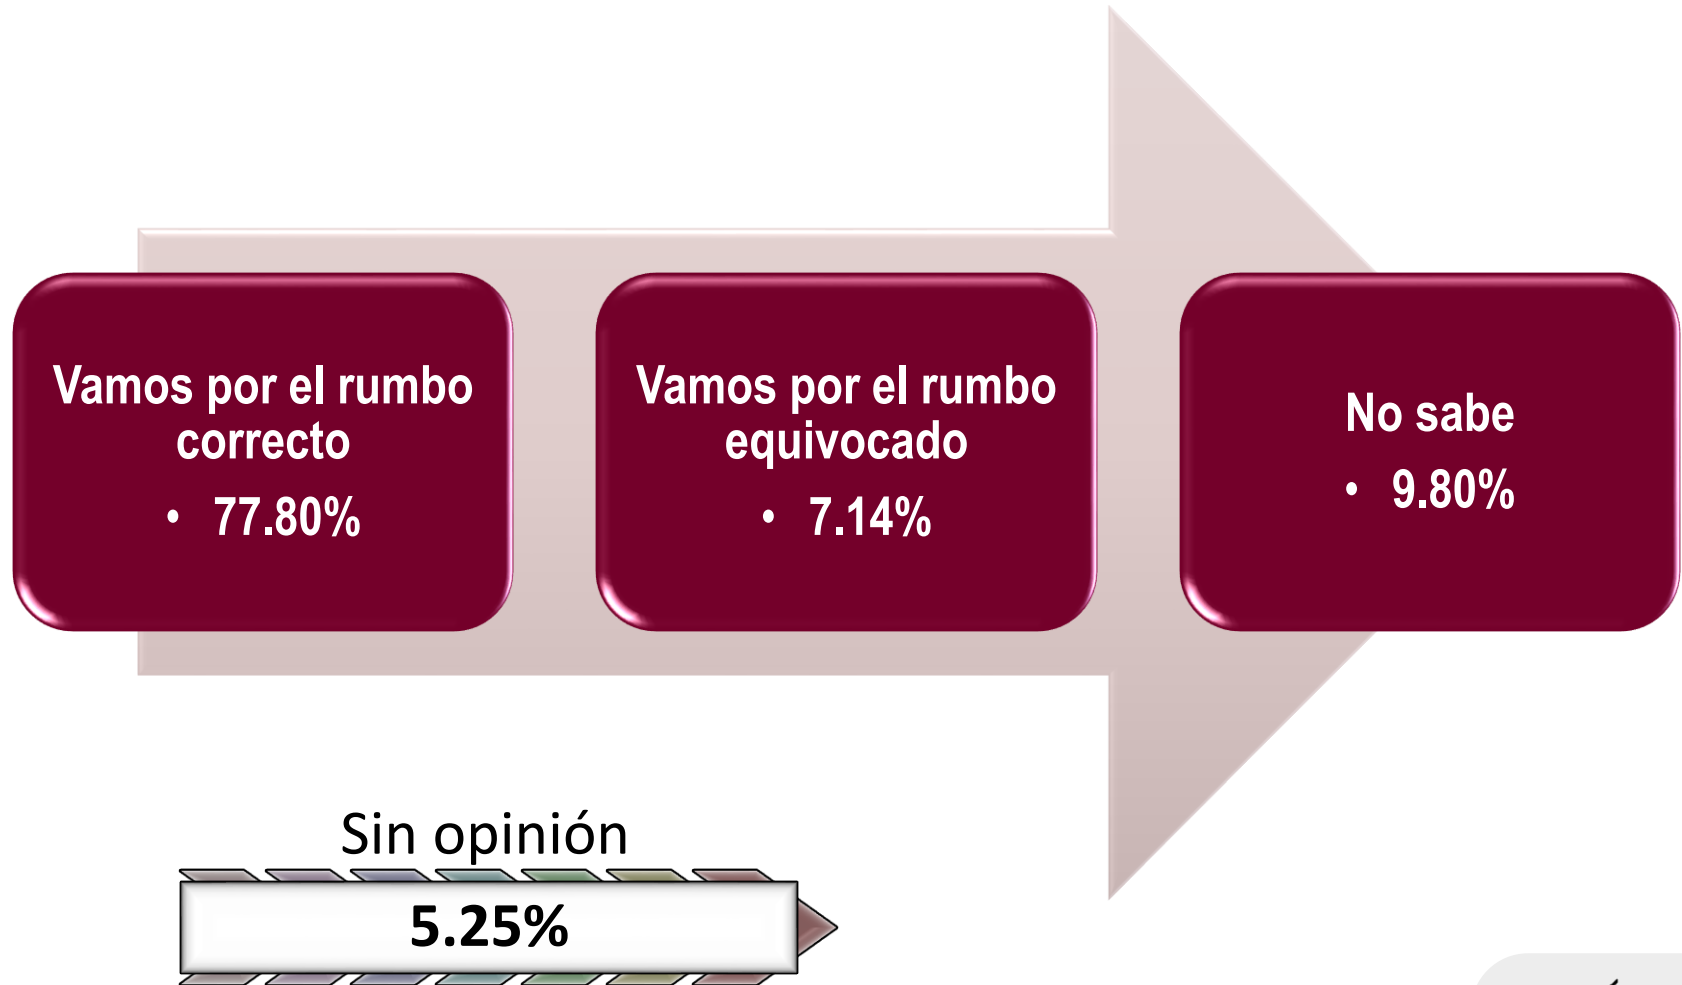 Vamos por el rumbo
correcto
• 77.80%
Vamos por el rumbo
equivocado
• 7.14%
No sabe
• 9.80%
Sin opinión
5.25%